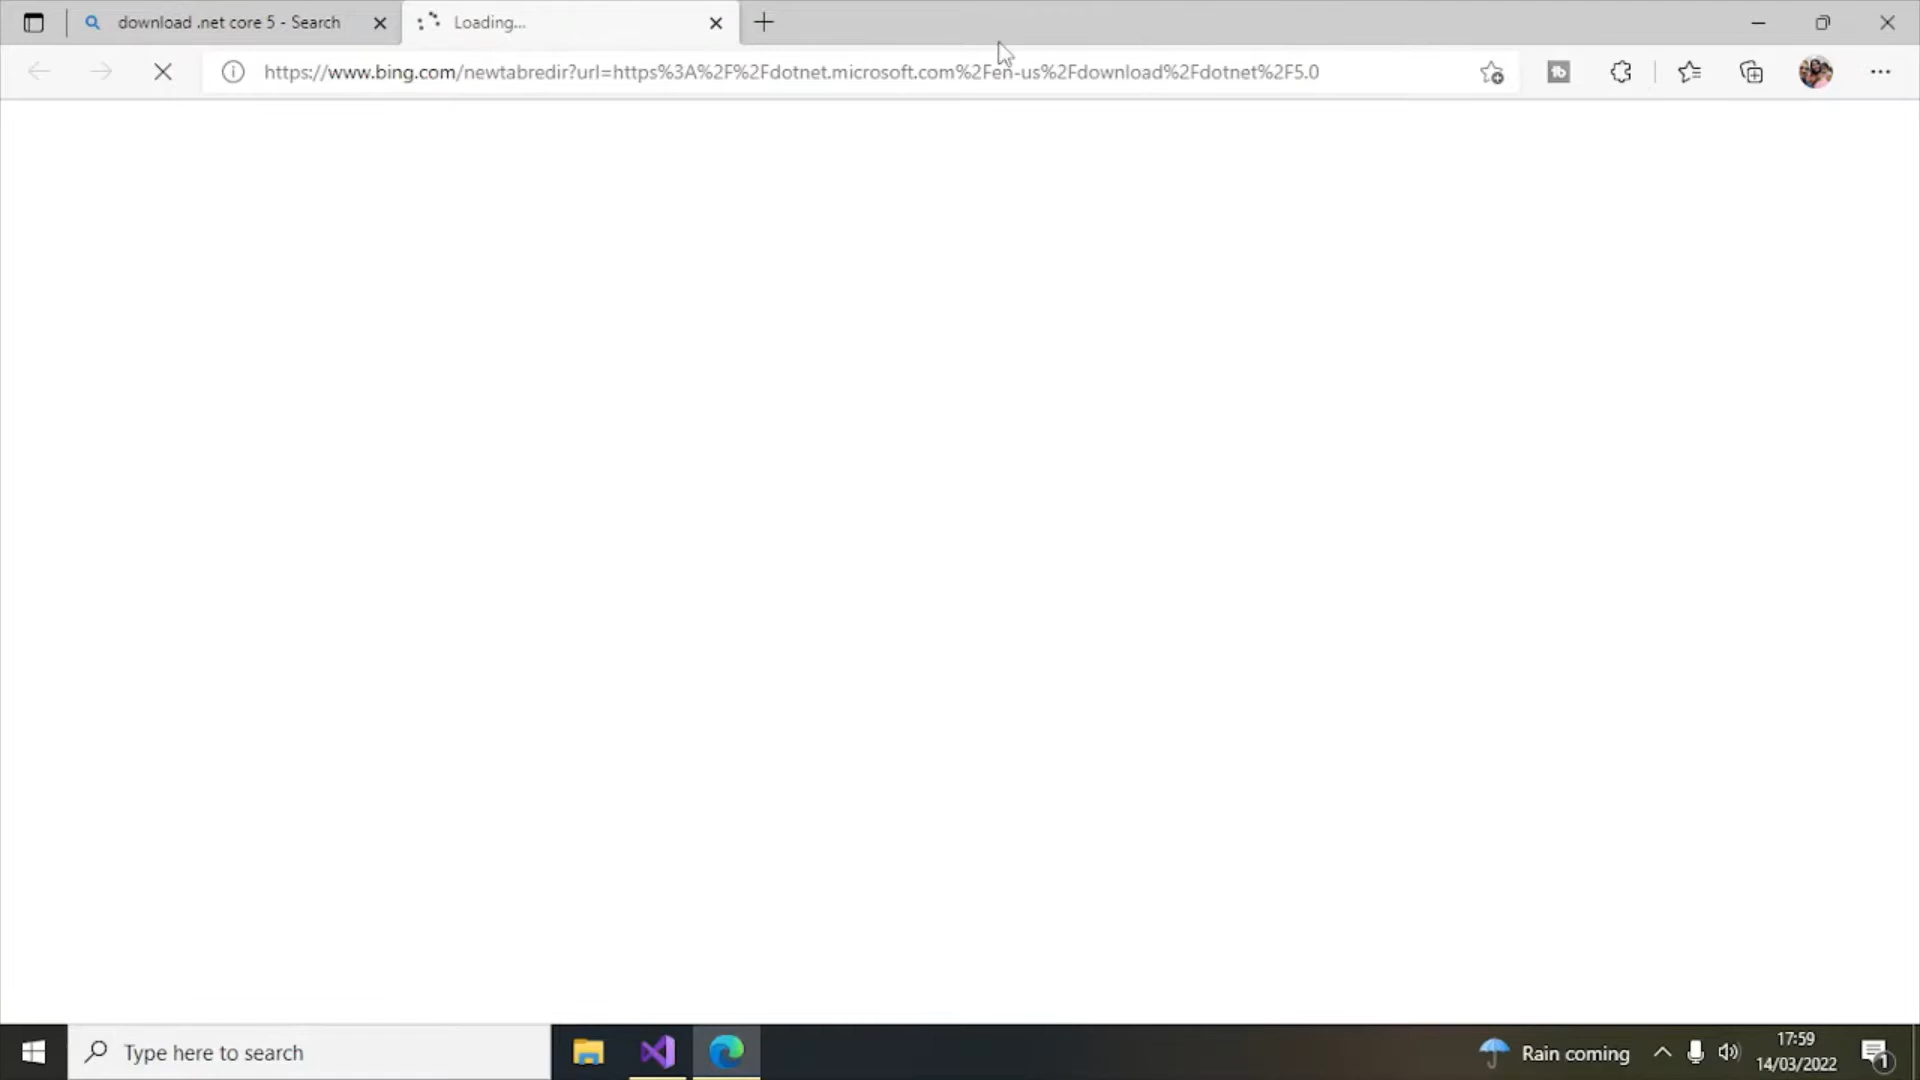 download .net core 5 - Search
Loading...
https://www.bing.com/newtabredir?url=https%3A%2F%2Fdotnet.microsoft.com%2Fen-us%2Fdownload%2Fdotnet%2F5.0
Type here to search
Rain coming
17:59
14/03/2022
1